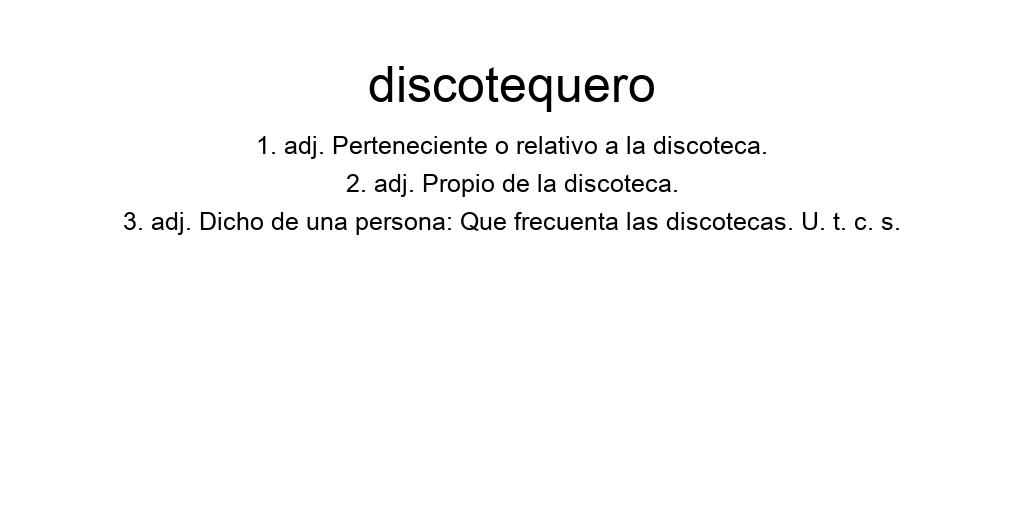 discotequero
1. adj. Perteneciente o relativo a la discoteca.
2. adj. Propio de la discoteca.
3. adj. Dicho de una persona: Que frecuenta las discotecas. U. t. c. s.